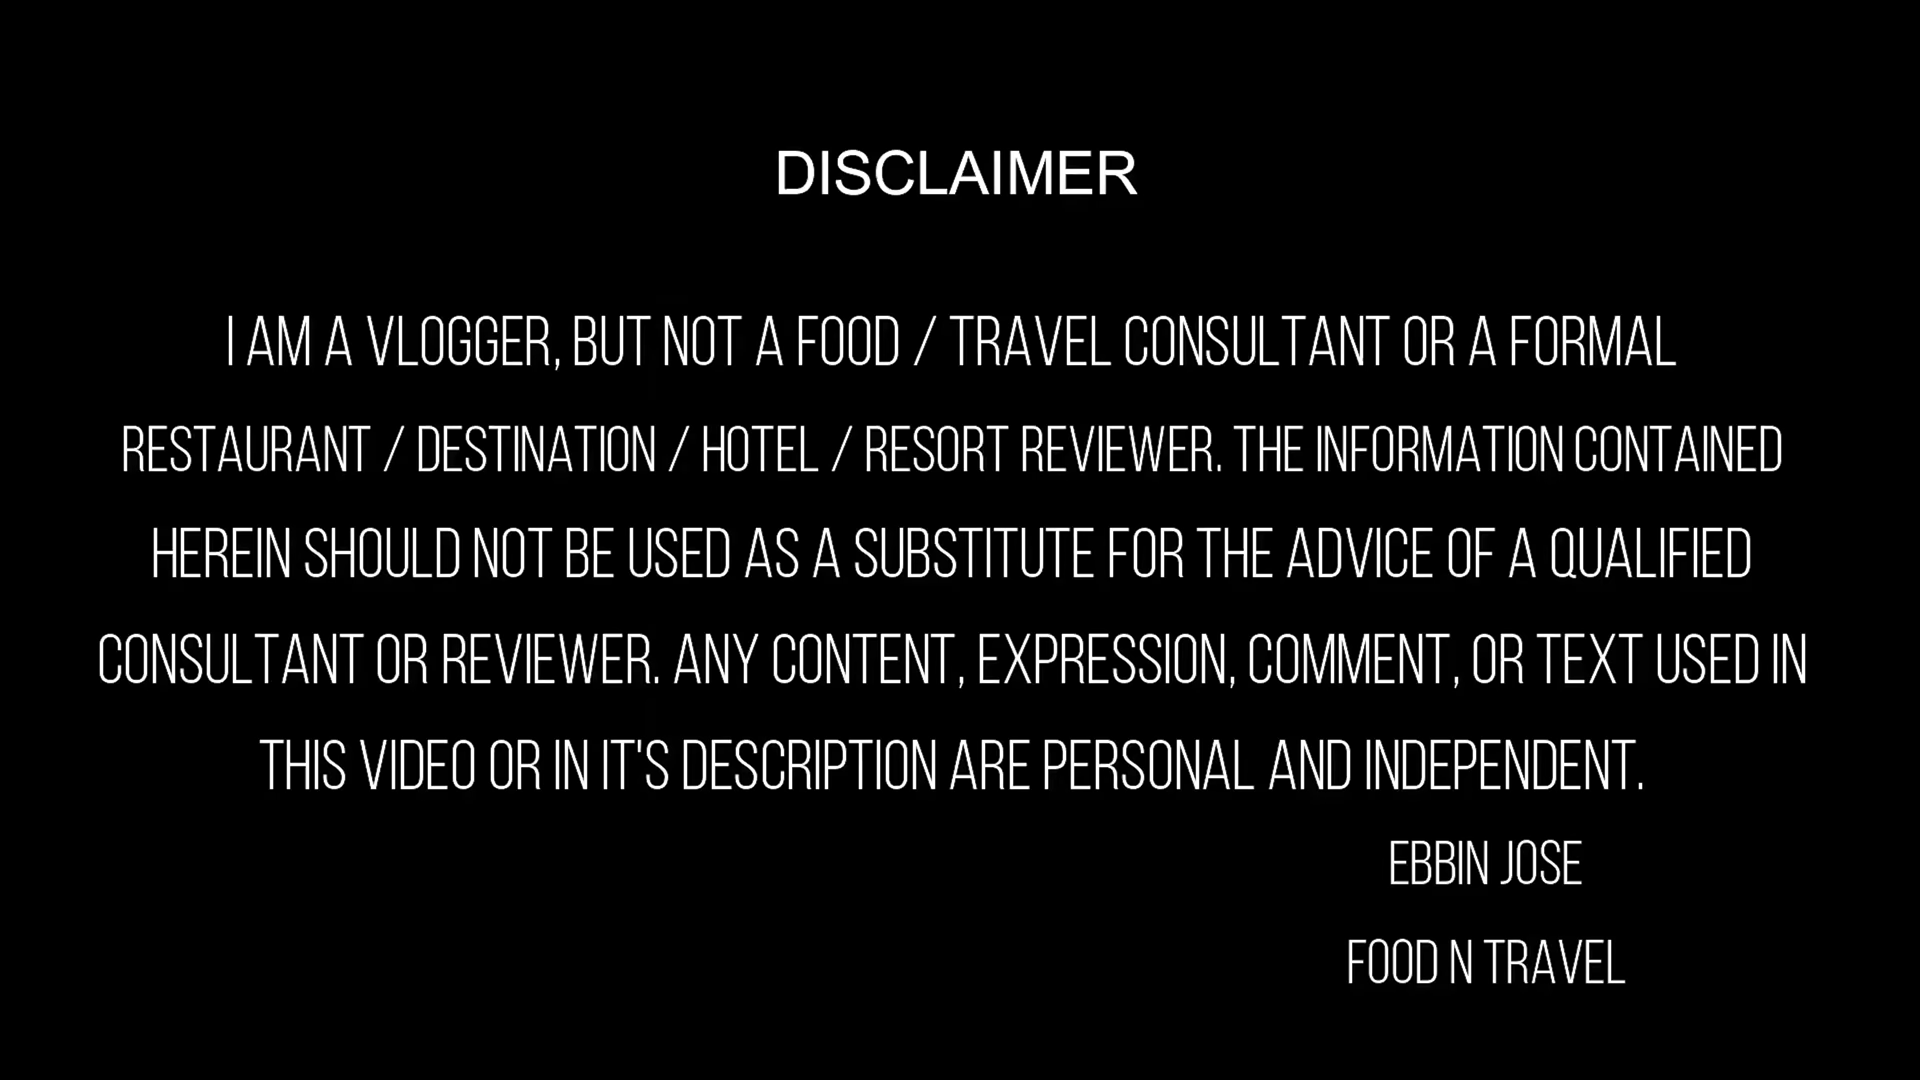 DISCLAIMER
I AM A VLOGGER, BUT NOT A FOOD / TRAVEL CONSULTANT OR A FORMAL
RESTAURANT / DESTINATION / HOTEL / RESORT REVIEWER. THE INFORMATION CONTAINED
HEREIN SHOULD NOT BE USED AS A SUBSTITUTE FOR THE ADVICE OF A QUALIFIED
CONSULTANT OR REVIEWER. ANY CONTENT, EXPRESSION, COMMENT, OR TEXT USED IN
THIS VIDEO OR IN IT'S DESCRIPTION ARE PERSONAL AND INDEPENDENT.
EBBIN JOSE
FOOD N TRAVEL